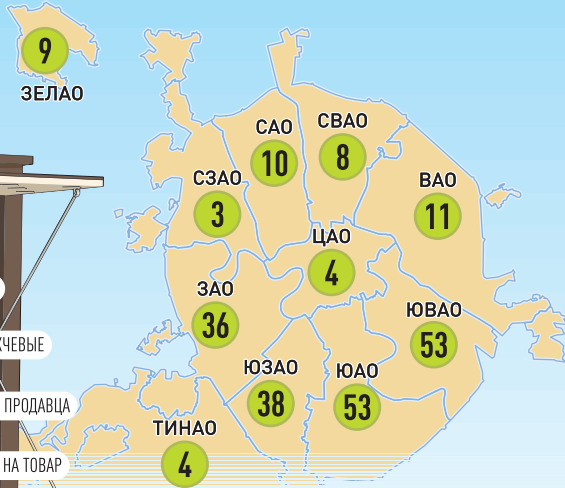 9
ЗЕЛАО
САО
10
СВАО
8
СЗАО
3
ВАО
11
ЦАО
4
ЗАО
36
ЮВАО
53
ЮЗАО
38
ЮАО
53
ТИНАО
4
ПРОДАВЦА
НА ТОВАР